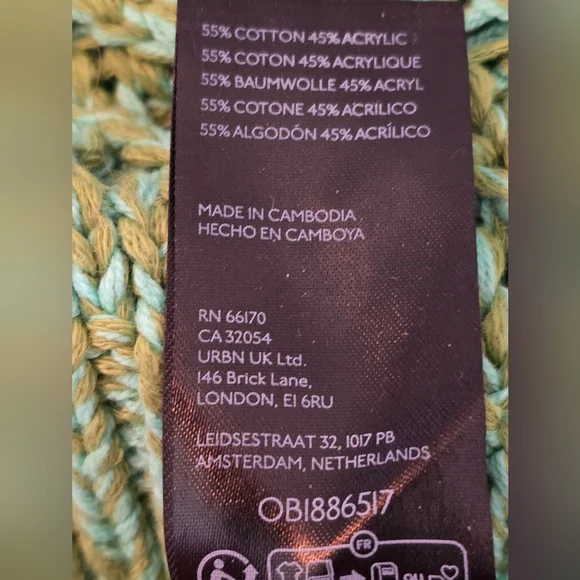 55% COTTON 45% ACRYLIC
55% COTON 45% ACRYLIQUE
55% BAUMWOLLE 45% ACRYL
55% COTONE 45% ACRILICO
55% ALGODÓN 45% ACRÍLICO
MADE IN CAMBODIA
HECHO EN CAMBOYA
RN 66170
CA 32054
URBN UK Ltd.
146 Brick Lane,
LONDON, E1 6RU
LEIDSESTRAAT 32, 1017 PB
AMSTERDAM, NETHERLANDS
OB1886517
FR
OU